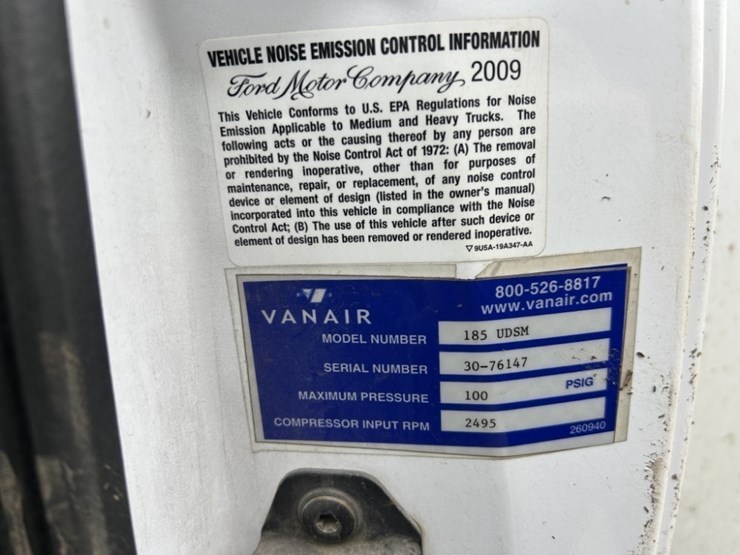 VEHICLE NOISE EMISSION CONTROL INFORMATION
Ford Motor Company, 2009
This Vehicle Conforms to U.S. EPA Regulations for Noise
Emission Applicable to Medium and Heavy Trucks. The
following acts or the causing thereof by any person are
prohibited by the Noise Control Act of 1972: (A) The removal
or rendering inoperative, other than for purposes of
maintenance, repair, or replacement, of any noise control
device or element of design (listed in the owner's manual)
incorporated into this vehicle in compliance with the Noise
Control Act; (B) The use of this vehicle after such device or
element of design has been removed or rendered inoperative.
9U5A-19A347-AA
VANAIR
800-526-8817
www.vanair.com
MODEL NUMBER 185 UDSM
SERIAL NUMBER 30-76147
MAXIMUM PRESSURE 100 PSIG
COMPRESSOR INPUT RPM 2495
260940